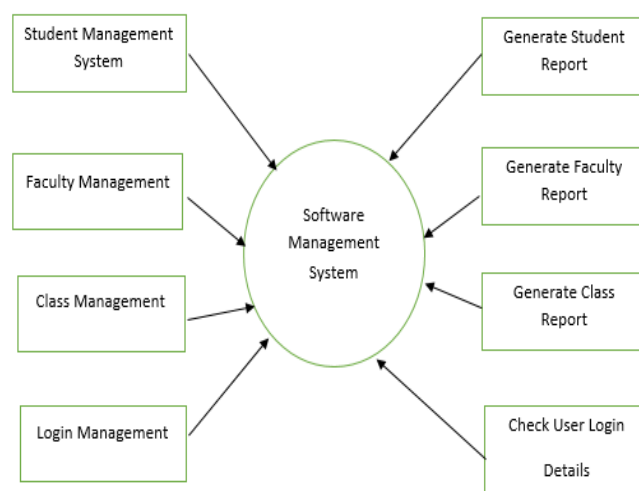 Student Management
System
Faculty Management
Class Management
Login Management
Software
Management
System
Generate Student
Report
Generate Faculty
Report
Generate Class
Report
Check User Login
Details